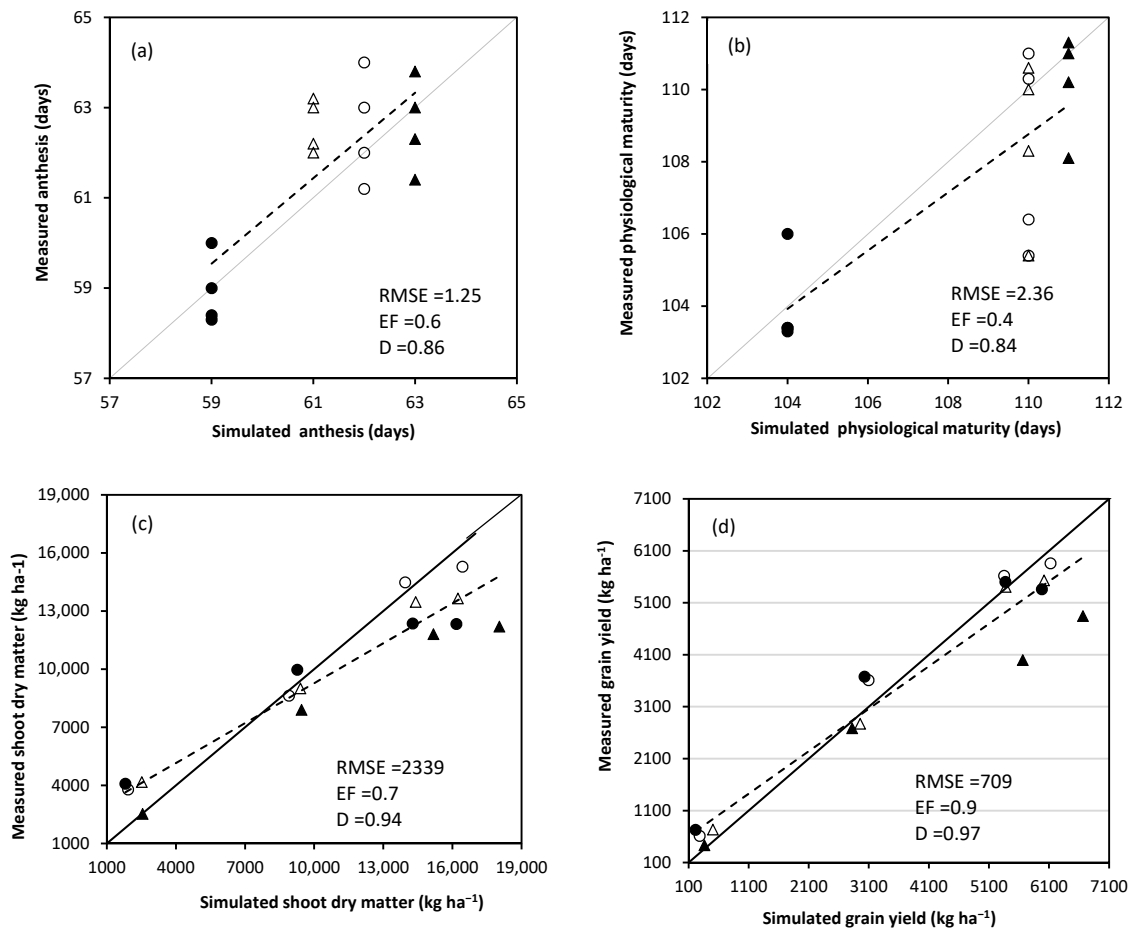 (a)
65
63
61
59
57
Measured anthesis (days)
RMSE =1.25
EF =0.6
D =0.86
57 59 61 63 65
Simulated anthesis (days)
(b)
112
110
108
106
104
102
Measured physiological maturity (days)
RMSE =2.36
EF =0.4
D =0.84
102 104 106 108 110 112
Simulated physiological maturity (days)
(c)
19,000
16,000
13,000
10,000
7000
4000
1000
Measured shoot dry matter (kg ha-1)
RMSE =2339
EF =0.7
D =0.94
1000 4000 7000 10,000 13,000 16,000 19,000
Simulated shoot dry matter (kg ha⁻¹)
(d)
7100
6100
5100
4100
3100
2100
1100
100
Measured grain yield (kg ha⁻¹)
RMSE =709
EF =0.9
D =0.97
100 1100 2100 3100 4100 5100 6100 7100
Simulated grain yield (kg ha⁻¹)